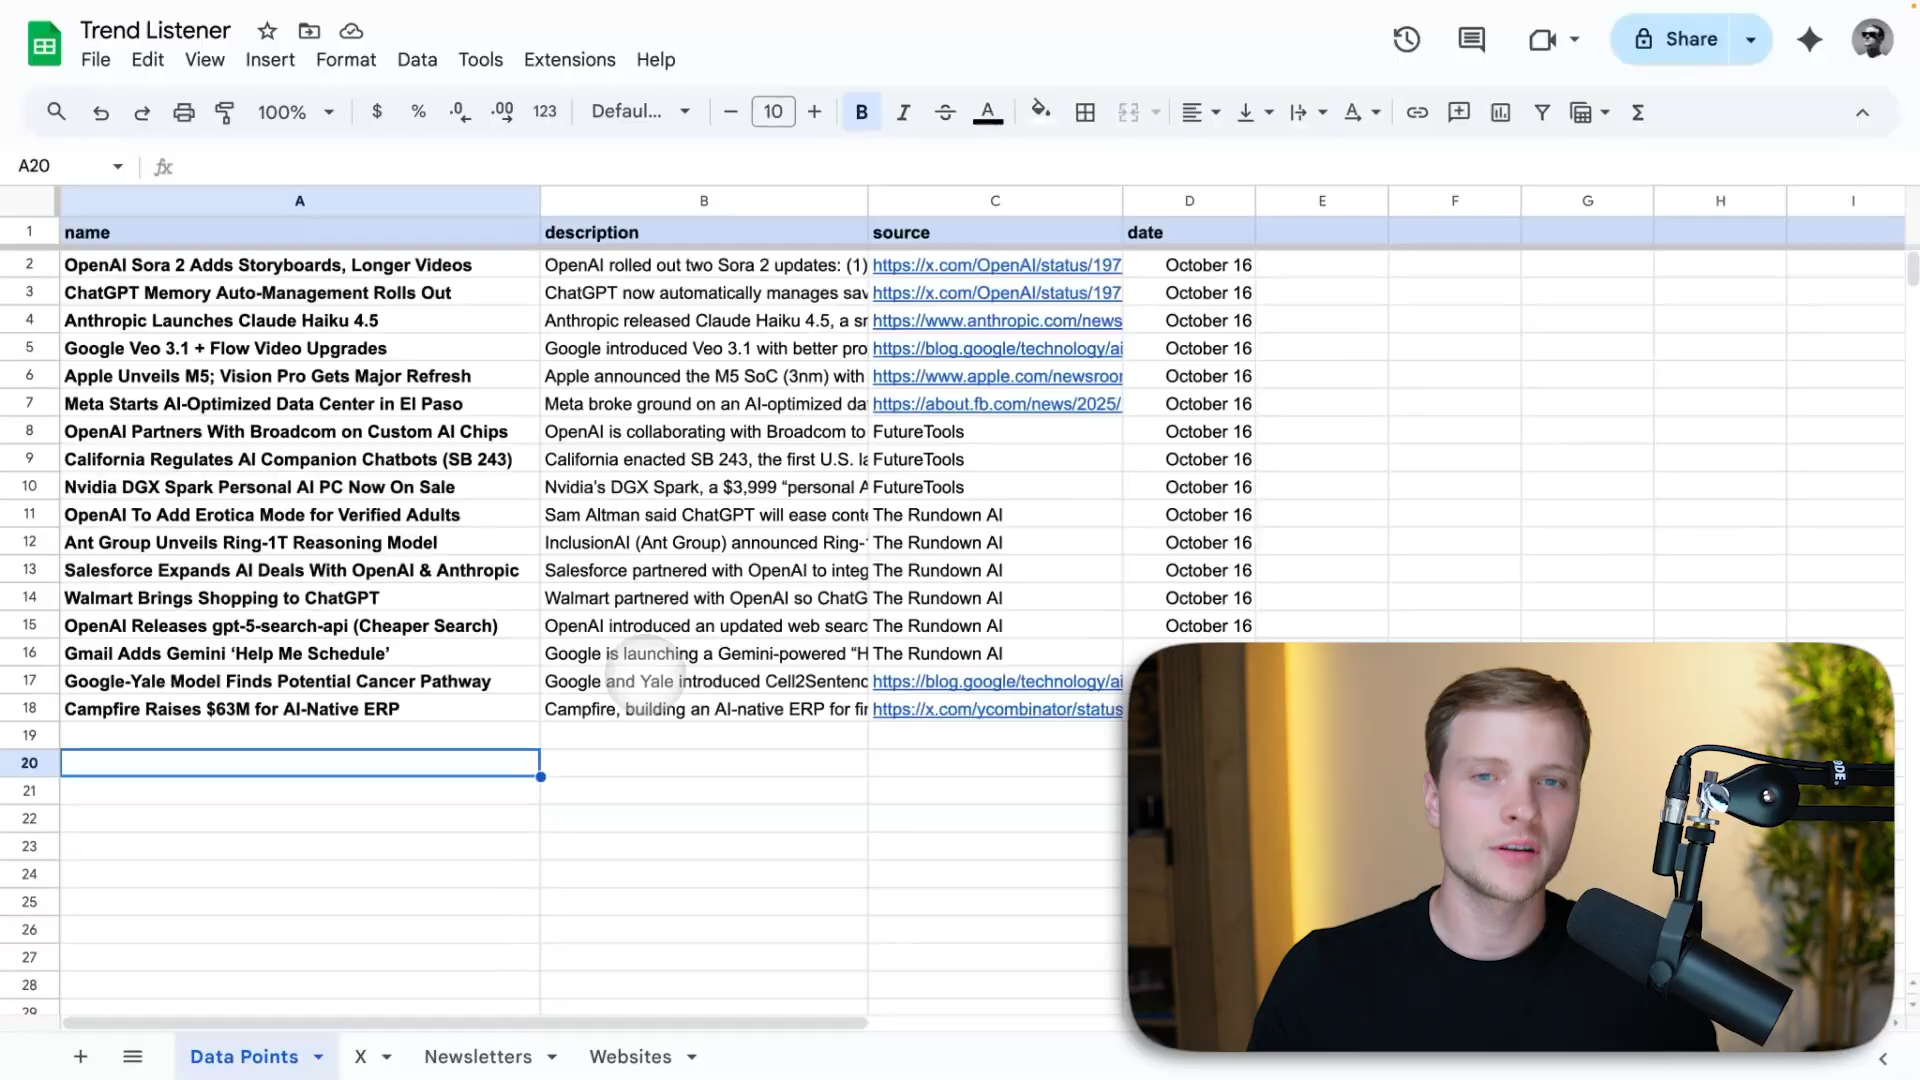 Trend Listener
File Edit View Insert Format Data Tools Extensions Help
Share
100% $ % .0 .00 123 Defaul... 10 B I A Σ
A20 fx
A B C D E F G H I
1 name description source date
2 OpenAI Sora 2 Adds Storyboards, Longer Videos OpenAI rolled out two Sora 2 updates: (1) https://x.com/OpenAI/status/197 October 16
3 ChatGPT Memory Auto-Management Rolls Out ChatGPT now automatically manages sav https://x.com/OpenAI/status/197 October 16
4 Anthropic Launches Claude Haiku 4.5 Anthropic released Claude Haiku 4.5, a sr https://www.anthropic.com/news October 16
5 Google Veo 3.1 + Flow Video Upgrades Google introduced Veo 3.1 with better pro https://blog.google/technology/ai October 16
6 Apple Unveils M5; Vision Pro Gets Major Refresh Apple announced the M5 SoC (3nm) with https://www.apple.com/newsroor October 16
7 Meta Starts AI-Optimized Data Center in El Paso Meta broke ground on an AI-optimized da https://about.fb.com/news/2025/ October 16
8 OpenAI Partners With Broadcom on Custom AI Chips OpenAI is collaborating with Broadcom to FutureTools October 16
9 California Regulates AI Companion Chatbots (SB 243) California enacted SB 243, the first U.S. la FutureTools October 16
10 Nvidia DGX Spark Personal AI PC Now On Sale Nvidia’s DGX Spark, a $3,999 “personal A FutureTools October 16
11 OpenAI To Add Erotica Mode for Verified Adults Sam Altman said ChatGPT will ease conte The Rundown AI October 16
12 Ant Group Unveils Ring-1T Reasoning Model InclusionAI (Ant Group) announced Ring- The Rundown AI October 16
13 Salesforce Expands AI Deals With OpenAI & Anthropic Salesforce partnered with OpenAI to integ The Rundown AI October 16
14 Walmart Brings Shopping to ChatGPT Walmart partnered with OpenAI so ChatG The Rundown AI October 16
15 OpenAI Releases gpt-5-search-api (Cheaper Search) OpenAI introduced an updated web searc The Rundown AI October 16
16 Gmail Adds Gemini ‘Help Me Schedule’ Google is launching a Gemini-powered “H The Rundown AI
17 Google-Yale Model Finds Potential Cancer Pathway Google and Yale introduced Cell2Sentenc https://blog.google/technology/ai
18 Campfire Raises $63M for AI-Native ERP Campfire, building an AI-native ERP for fir https://x.com/ycombinator/status
19
20
21
22
23
24
25
26
27
28
29
Data Points X Newsletters Websites